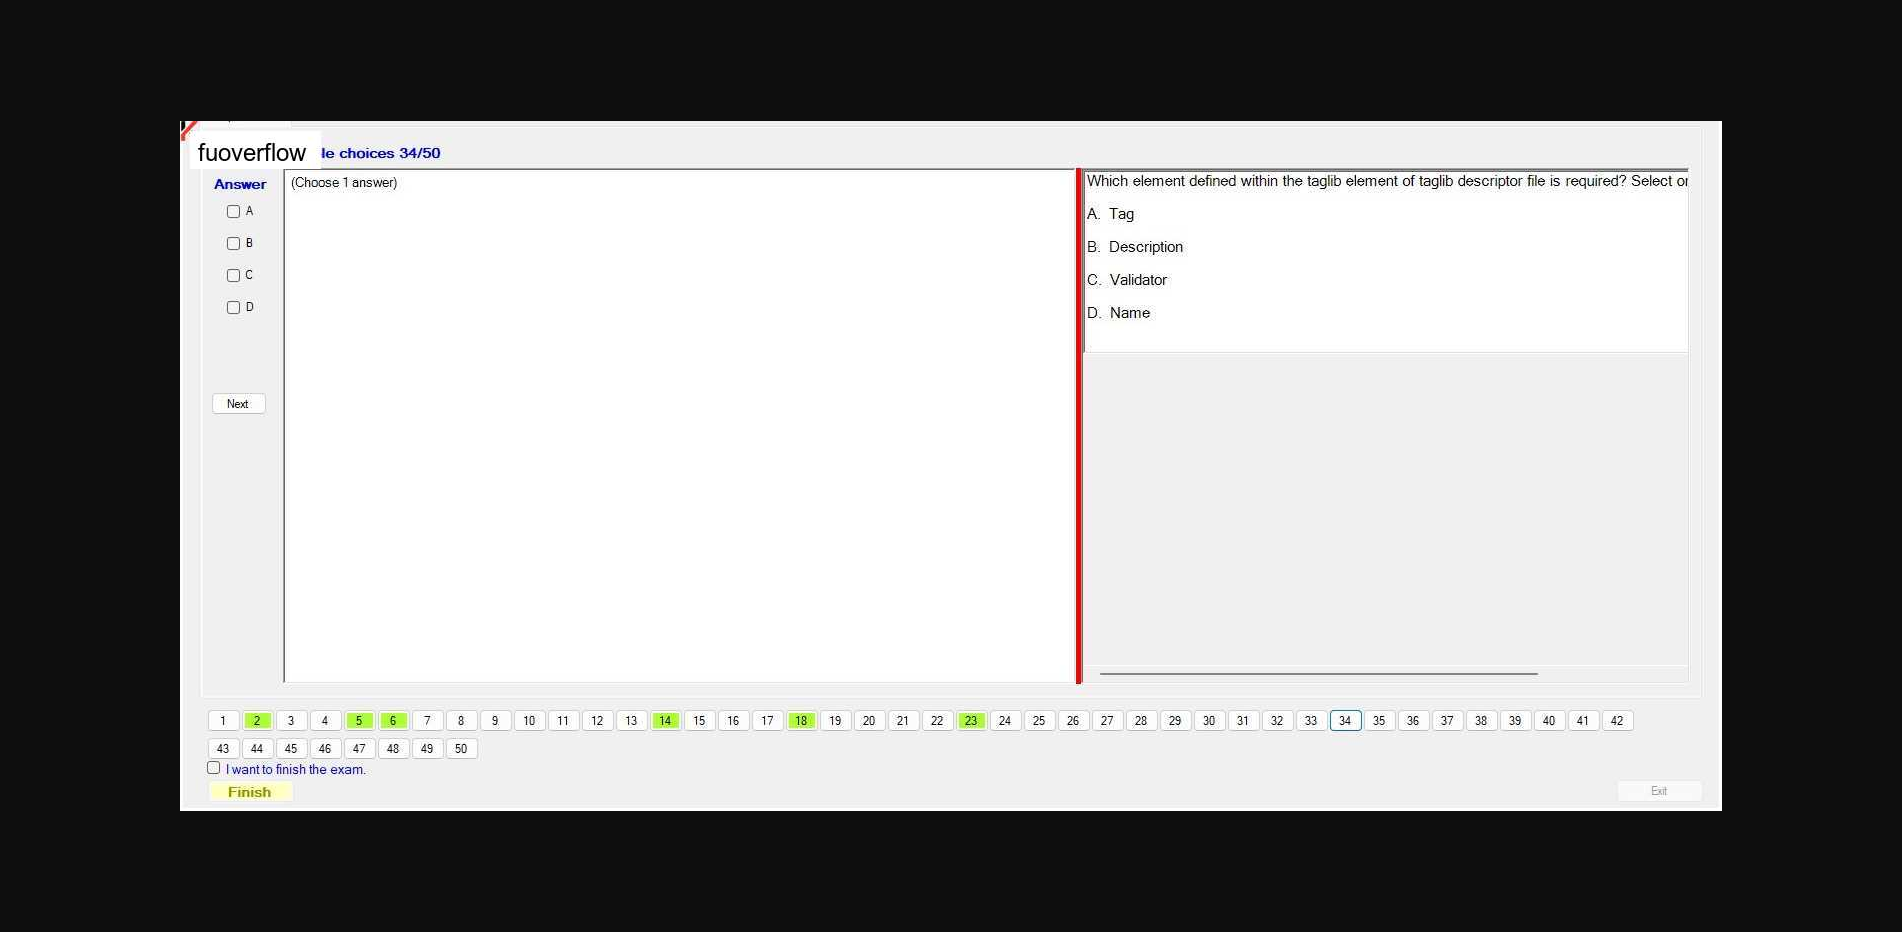 fuoverflow
le choices 34/50
Answer
A
B
C
D
Next
(Choose 1 answer)
Which element defined within the taglib element of taglib descriptor file is required? Select or
A. Tag
B. Description
C. Validator
D. Name
1 2 3 4 5 6 7 8 9 10 11 12 13 14 15 16 17 18 19 20 21 22 23 24 25 26 27 28 29 30 31 32 33 34 35 36 37 38 39 40 41 42
43 44 45 46 47 48 49 50
I want to finish the exam.
Finish
Exit